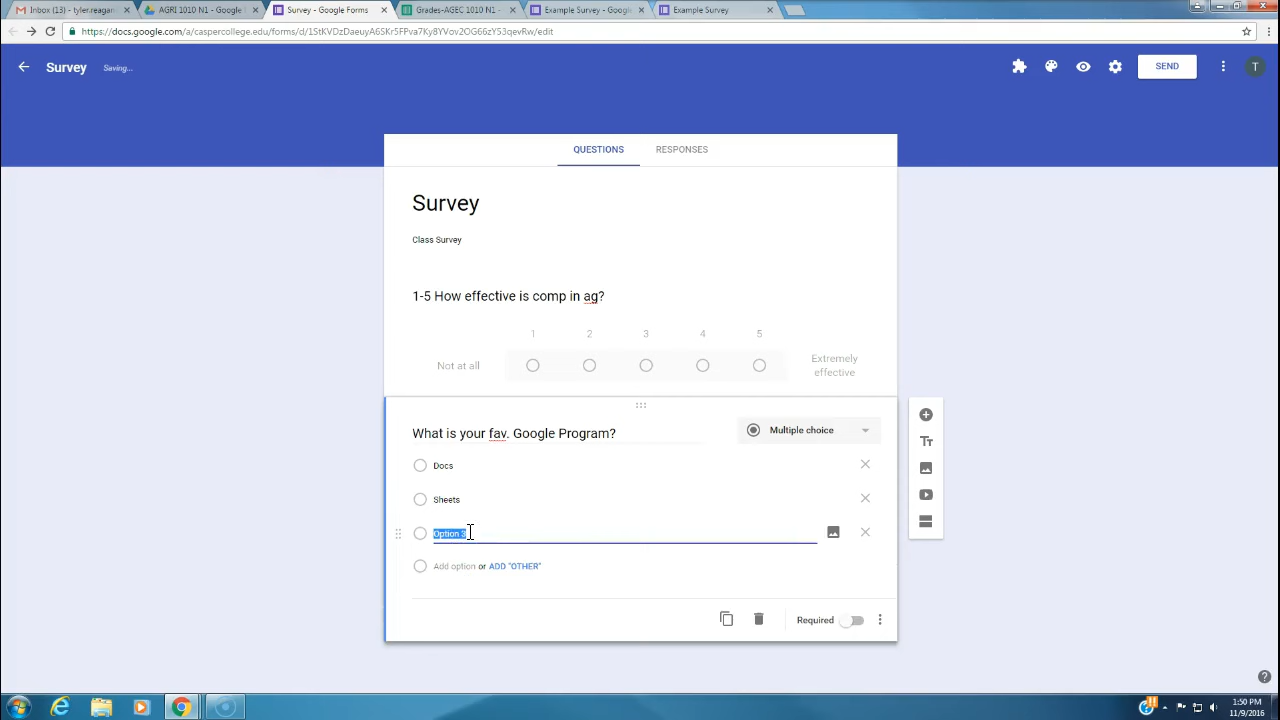 Inbox (13) - tyler.reagan
AGRI 1010 N1 - Google
Survey - Google Forms
Grades-AGEC 1010 N1 -
Example Survey - Google
Example Survey
https://docs.google.com/a/caspercollege.edu/forms/d/
/edit
Survey
Saving...
SEND
T
QUESTIONS
RESPONSES
Survey
Class Survey
1-5 How effective is comp in ag?
1 2 3 4 5
Not at all
Extremely
effective
What is your fav. Google Program?
Multiple choice
Docs
Sheets
Option 3
Add option or ADD "OTHER"
Required
1:50 PM
11/9/2016